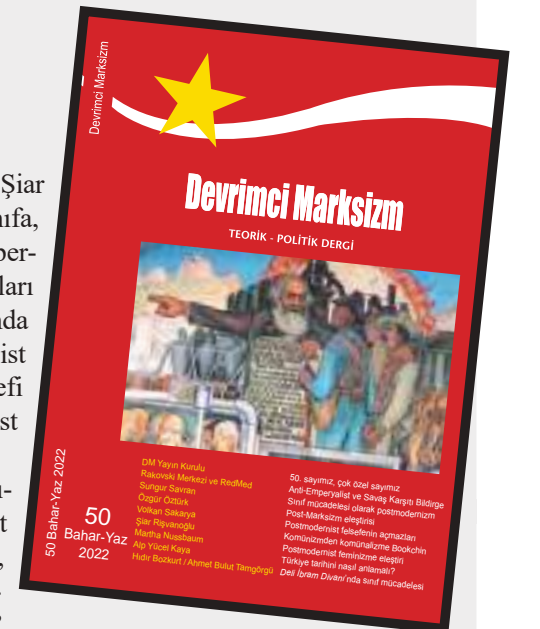 Şiar
ıfa,
per-
ları
nda
ist
efi
st
ı-
t
,
Devrimci Marksizm
50 Bahar-Yaz 2022
Devrimci Marksizm
TEORİK - POLİTİK DERGİ
50
Bahar-Yaz
2022
DM Yayın Kurulu
Rakovski Merkezi ve RedMed
Sungur Savran
Özgür Öztürk
Volkan Sakarya
Şiar Rişvanoğlu
Martha Nussbaum
Alp Yücel Kaya
Hıdır Bozkurt / Ahmet Bulut Tamgörgü
50. sayımız, çok özel sayımız
Anti-Emperyalist ve Savaş Karşıtı Bildirge
Sınıf mücadelesi olarak postmodernizm
Post-Marksizm eleştirisi
Postmodernist felsefenin açmazları
Komünizmden komünalizme Bookchin
Postmodernist feminizme eleştiri
Türkiye tarihini nasıl anlamalı?
Deli İbram Divanı'nda sınıf mücadelesi